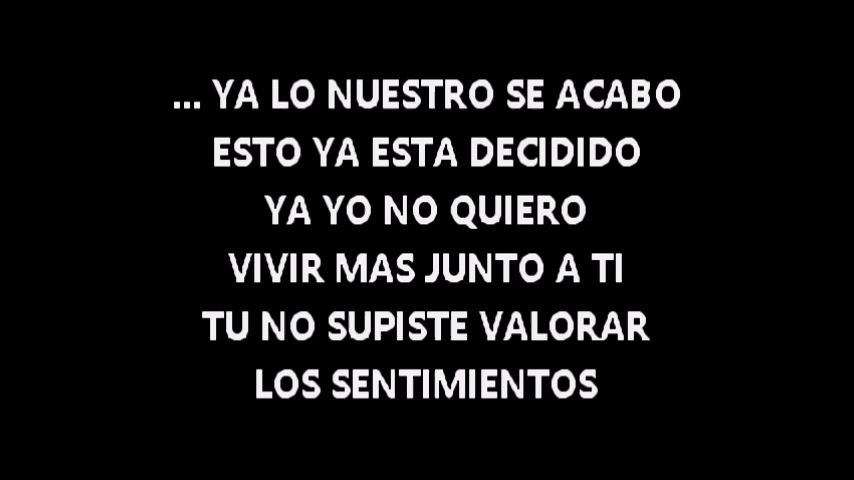 ... YA LO NUESTRO SE ACABO
ESTO YA ESTA DECIDIDO
YA YO NO QUIERO
VIVIR MAS JUNTO A TI
TU NO SUPISTE VALORAR
LOS SENTIMIENTOS